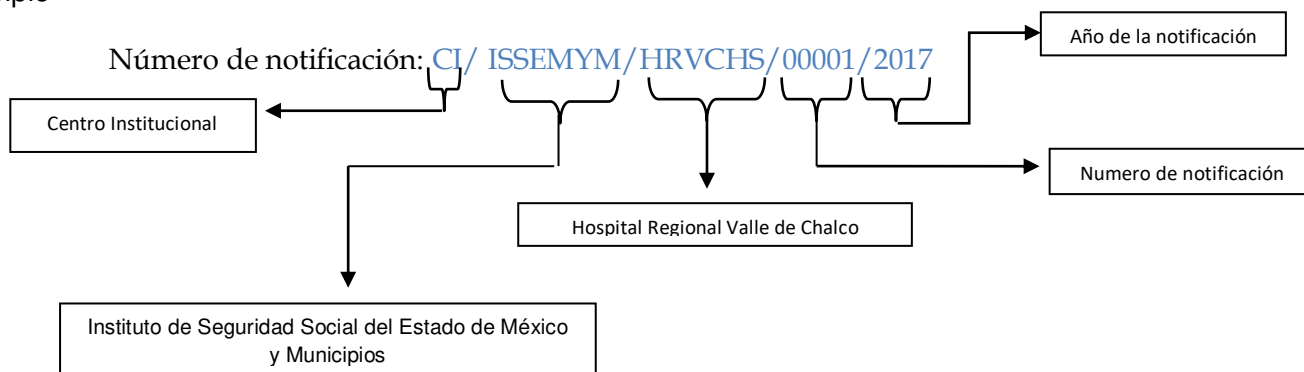 Número de notificación: CI/ ISSEMYM/HRVCHS/00001/2017
Año de la notificación
Centro Institucional
Numero de notificación
Hospital Regional Valle de Chalco
Instituto de Seguridad Social del Estado de México
y Municipios